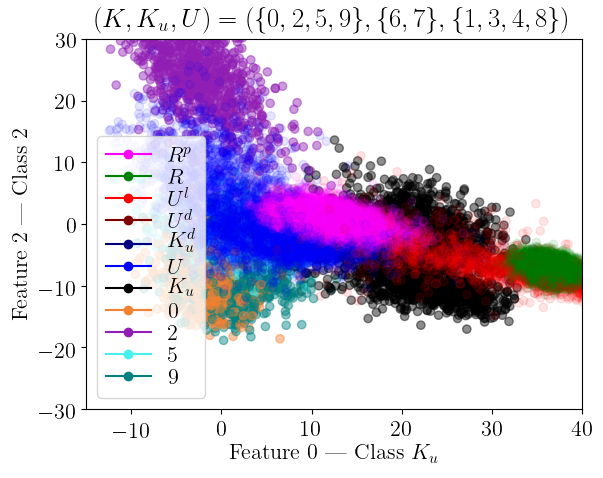 (K, K_u, U) = ({0, 2, 5, 9}, {6, 7}, {1, 3, 4, 8})
30
20
10
0
−10
−20
−30
Feature 2 — Class 2
R^p
R
U^l
U^d
K_u^d
U
K_u
0
2
5
9
−10 0 10 20 30 40
Feature 0 — Class K_u